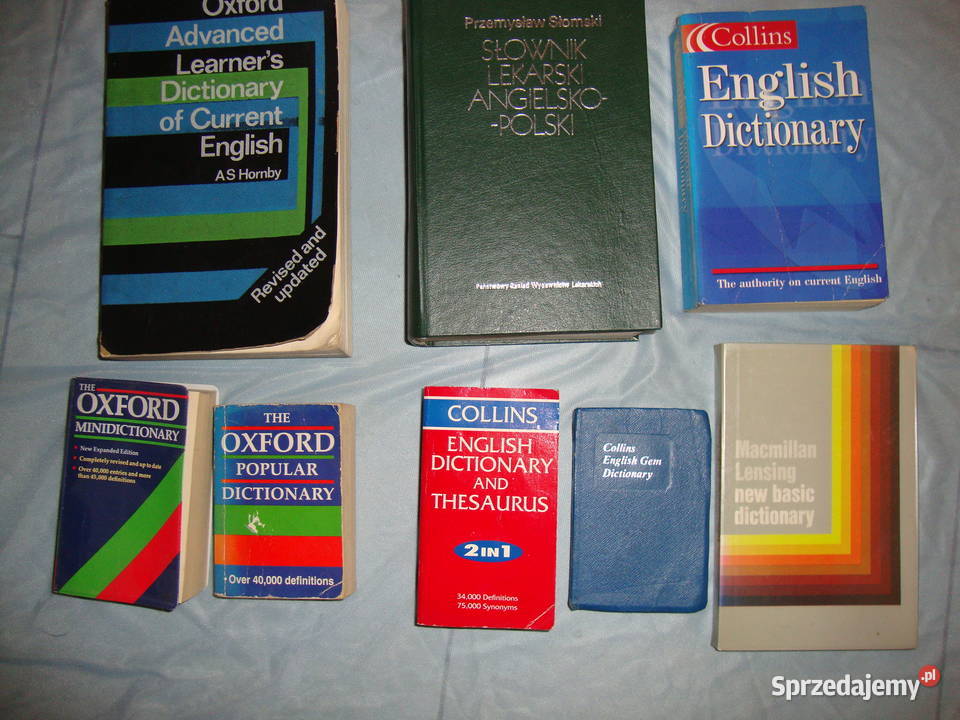 Oxford
Advanced
Learner's
Dictionary
of Current
English
A S Hornby
Revised and
updated
Przemysław Słomski
SŁOWNIK
LEKARSKI
ANGIELSKO-
-POLSKI
Państwowy Zakład Wydawnictw Lekarskich
Collins
English
Dictionary
The authority on current English
THE
OXFORD
MINIDICTIONARY
• New Expanded Edition
• Completely revised and up to date
• Over 40,000 entries and more
than 45,000 definitions
THE
OXFORD
POPULAR
DICTIONARY
• Over 40,000 definitions
COLLINS
ENGLISH
DICTIONARY
AND
THESAURUS
2 IN 1
34,000 Definitions
75,000 Synonyms
Collins
English Gem
Dictionary
Macmillan
Lensing
new basic
dictionary
Sprzedajemy.pl